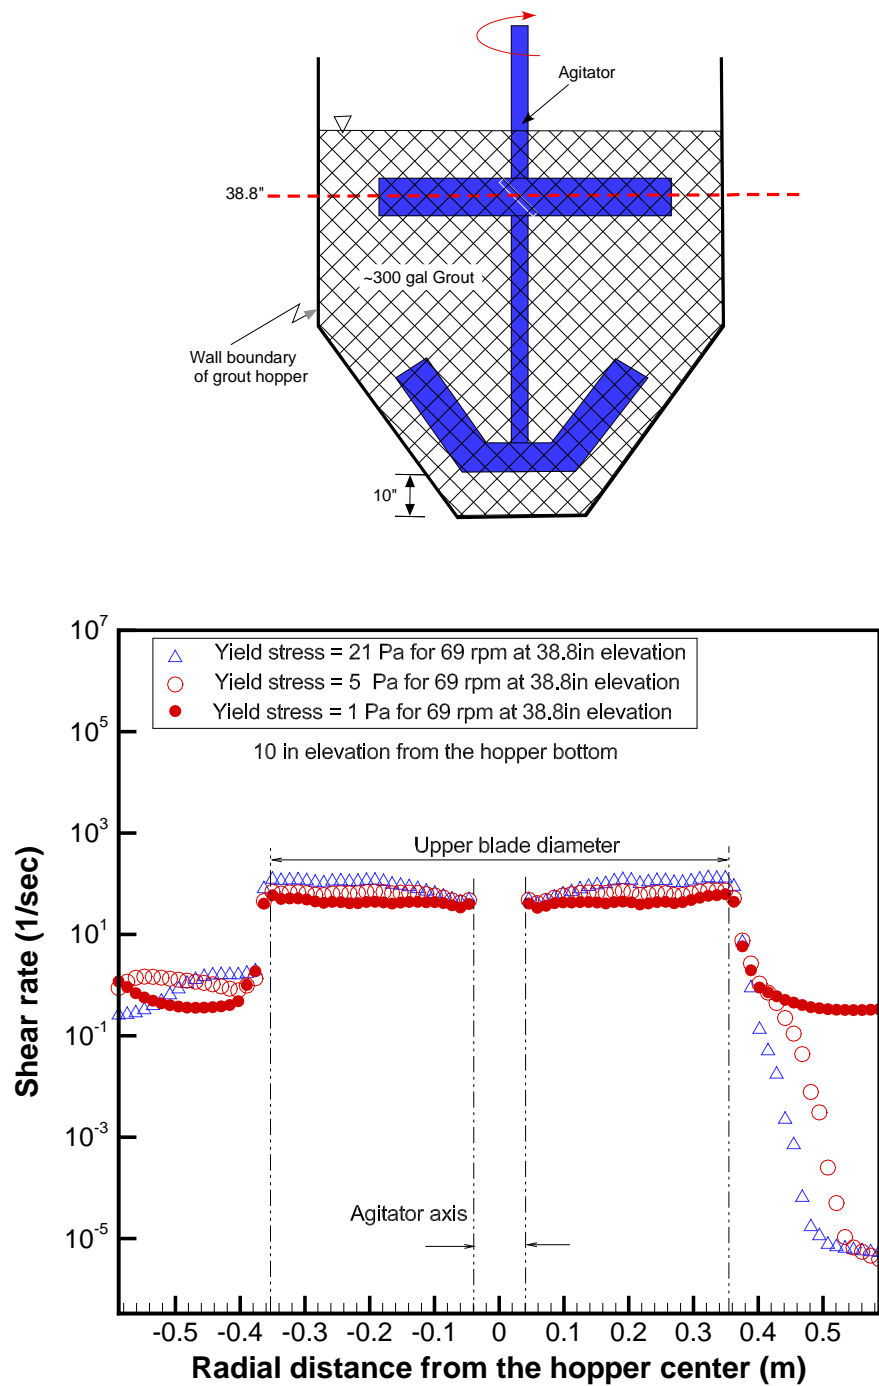 Agitator
38.8"
~300 gal Grout
Wall boundary
of grout hopper
10"
10^7
Yield stress = 21 Pa for 69 rpm at 38.8in elevation
Yield stress = 5 Pa for 69 rpm at 38.8in elevation
Yield stress = 1 Pa for 69 rpm at 38.8in elevation
10^5
10 in elevation from the hopper bottom
10^3
Upper blade diameter
10^1
10^-1
10^-3
10^-5
Shear rate (1/sec)
Agitator axis
-0.5 -0.4 -0.3 -0.2 -0.1 0 0.1 0.2 0.3 0.4 0.5
Radial distance from the hopper center (m)